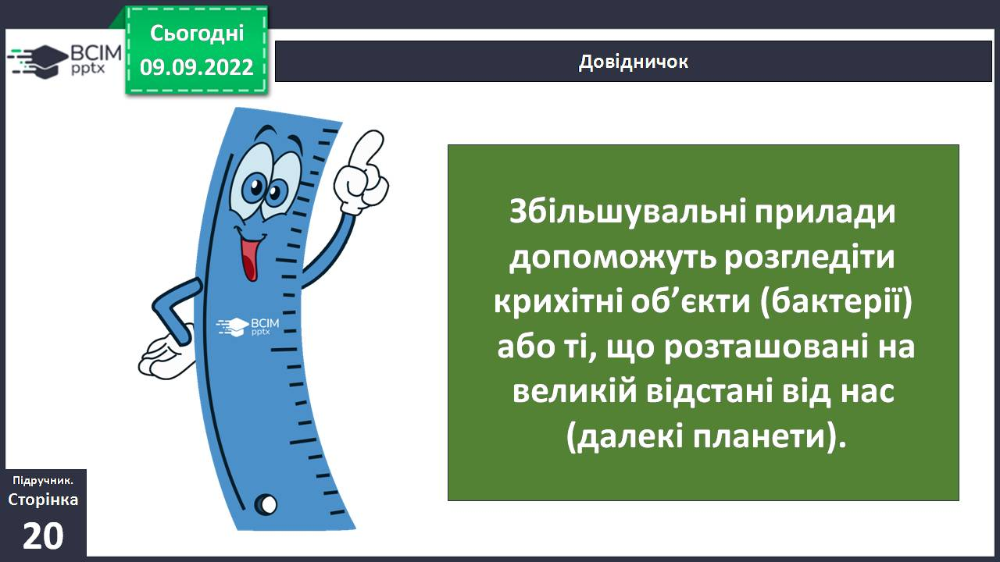 Сьогодні
09.09.2022
ВСІМ
pptx
Довідничок
Збільшувальні прилади
допоможуть розгледіти
крихітні об’єкти (бактерії)
або ті, що розташовані на
великій відстані від нас
(далекі планети).
ВСІМ
pptx
Підручник.
Сторінка
20